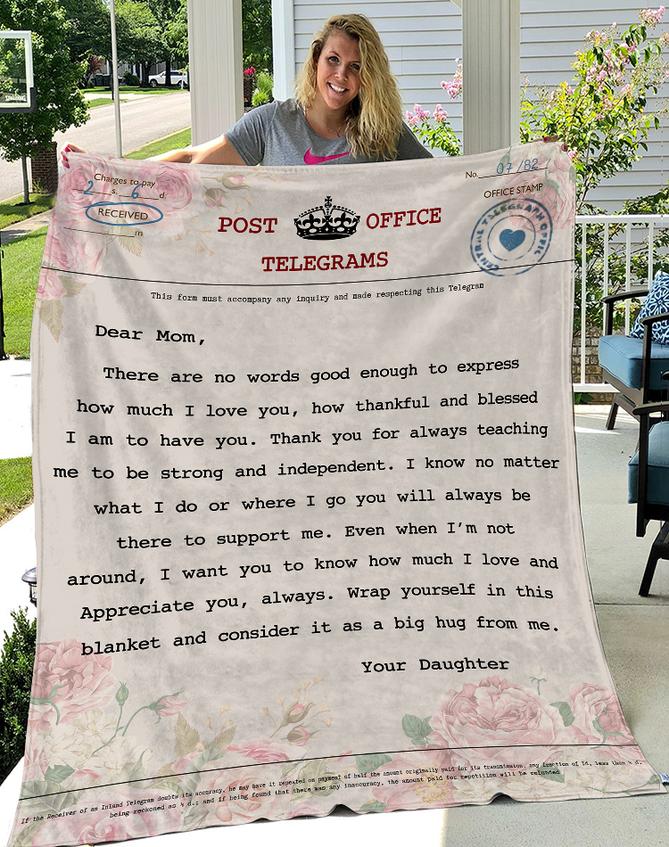 Charges to pay
2 s. 6 d.
RECEIVED
m
No. 07/82
OFFICE STAMP
CENTRAL TELEGRAPH OFFICE
POST OFFICE
TELEGRAMS
This form must accompany any inquiry and made respecting this Telegram
Dear Mom,
There are no words good enough to express
how much I love you, how thankful and blessed
I am to have you. Thank you for always teaching
me to be strong and independent. I know no matter
what I do or where I go you will always be
there to support me. Even when I'm not
around, I want you to know how much I love and
Appreciate you, always. Wrap yourself in this
blanket and consider it as a big hug from me.
Your Daughter
If the Receiver of an Inland Telegram doubts its accuracy, he may have it repeated on payment of half the amount originally paid for its transmission, any fraction of 1d, less than ½ d.
being reckoned as ½ d.; and if being found that there was any inaccuracy, the amount paid for repetition will be refunded